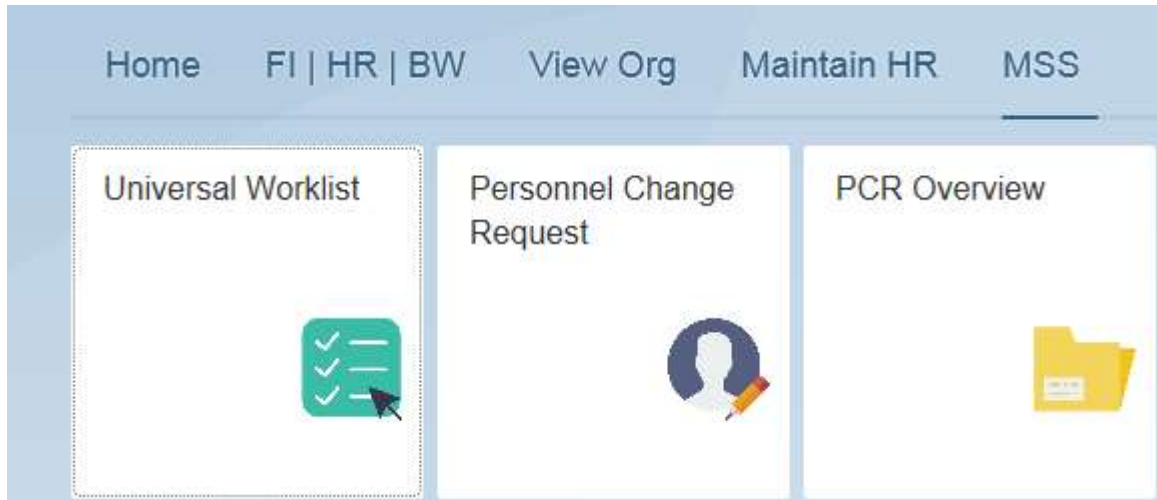 Home FI | HR | BW View Org Maintain HR MSS
Universal Worklist
Personnel Change
Request
PCR Overview